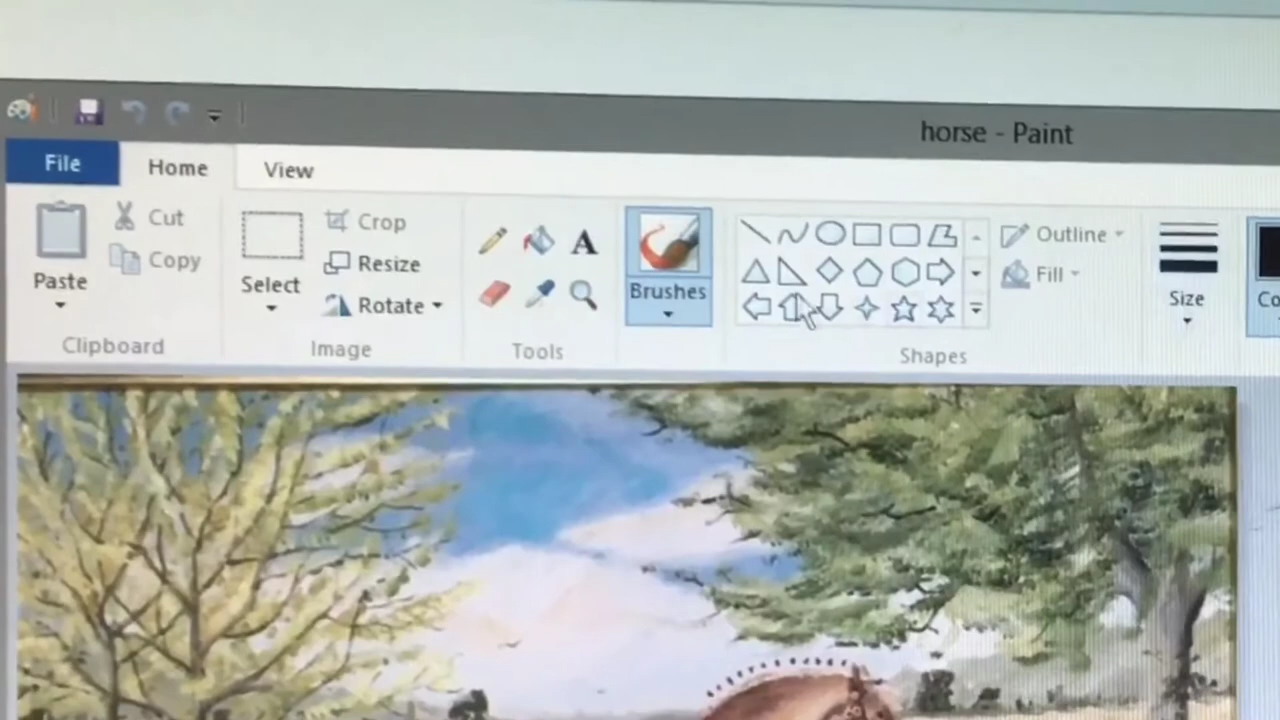 horse - Paint
File
Home
View
Cut
Crop
Outline
Copy
Resize
A
Fill
Paste
Select
Rotate
Brushes
Size
Clipboard
Image
Tools
Shapes